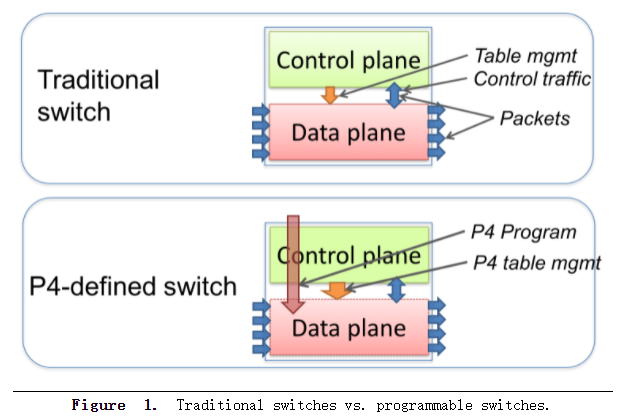 Traditional
switch
Control plane
Data plane
Table mgmt
Control traffic
Packets
P4-defined switch
Control plane
Data plane
P4 Program
P4 table mgmt
Figure 1. Traditional switches vs. programmable switches.